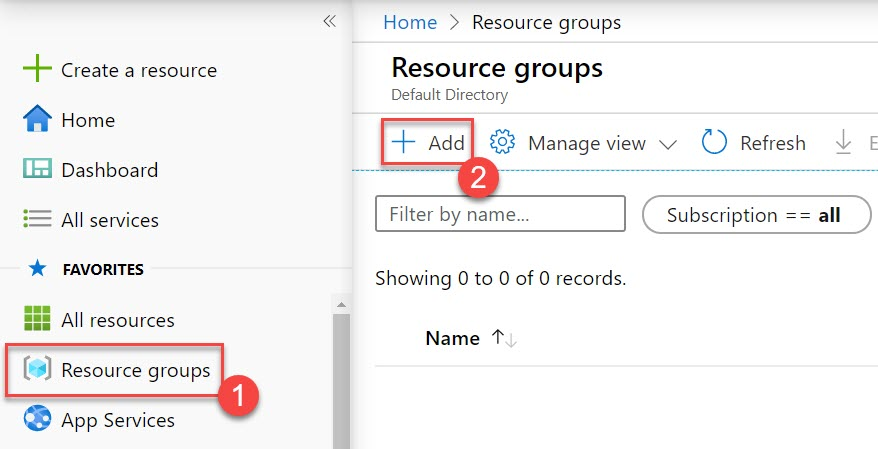 «
Create a resource
Home
Dashboard
All services
FAVORITES
All resources
Resource groups
1
App Services
Home > Resource groups
Resource groups
Default Directory
+ Add
2
Manage view
Refresh
E
Filter by name...
Subscription == all
Showing 0 to 0 of 0 records.
Name ↑↓